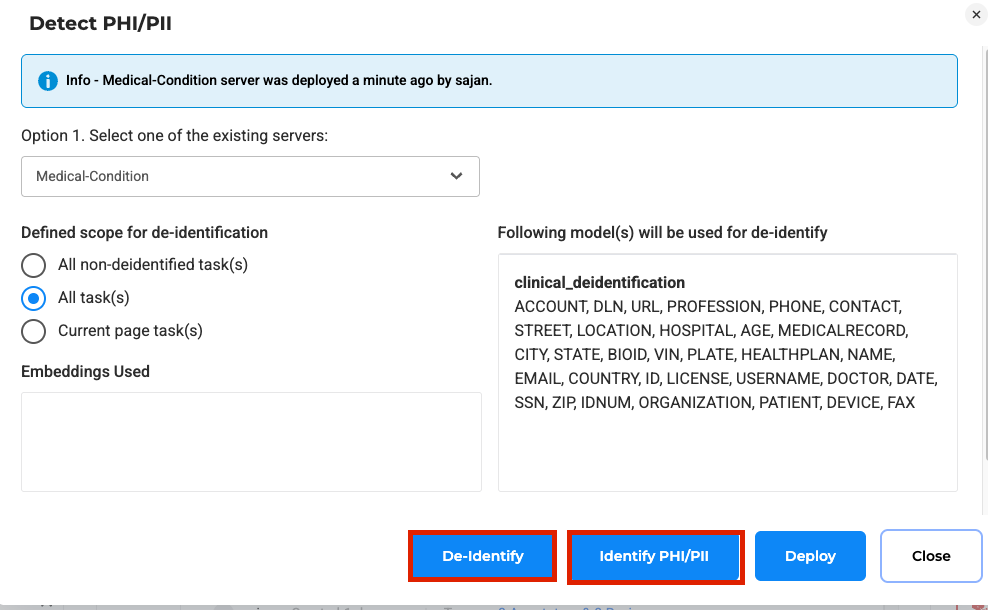 Detect PHI/PII
Info - Medical-Condition server was deployed a minute ago by sajan.
Option 1. Select one of the existing servers:
Medical-Condition
Defined scope for de-identification
All non-deidentified task(s)
All task(s)
Current page task(s)
Embeddings Used
Following model(s) will be used for de-identify
clinical_deidentification
ACCOUNT, DLN, URL, PROFESSION, PHONE, CONTACT,
STREET, LOCATION, HOSPITAL, AGE, MEDICALRECORD,
CITY, STATE, BIOID, VIN, PLATE, HEALTHPLAN, NAME,
EMAIL, COUNTRY, ID, LICENSE, USERNAME, DOCTOR, DATE,
SSN, ZIP, IDNUM, ORGANIZATION, PATIENT, DEVICE, FAX
De-Identify
Identify PHI/PII
Deploy
Close